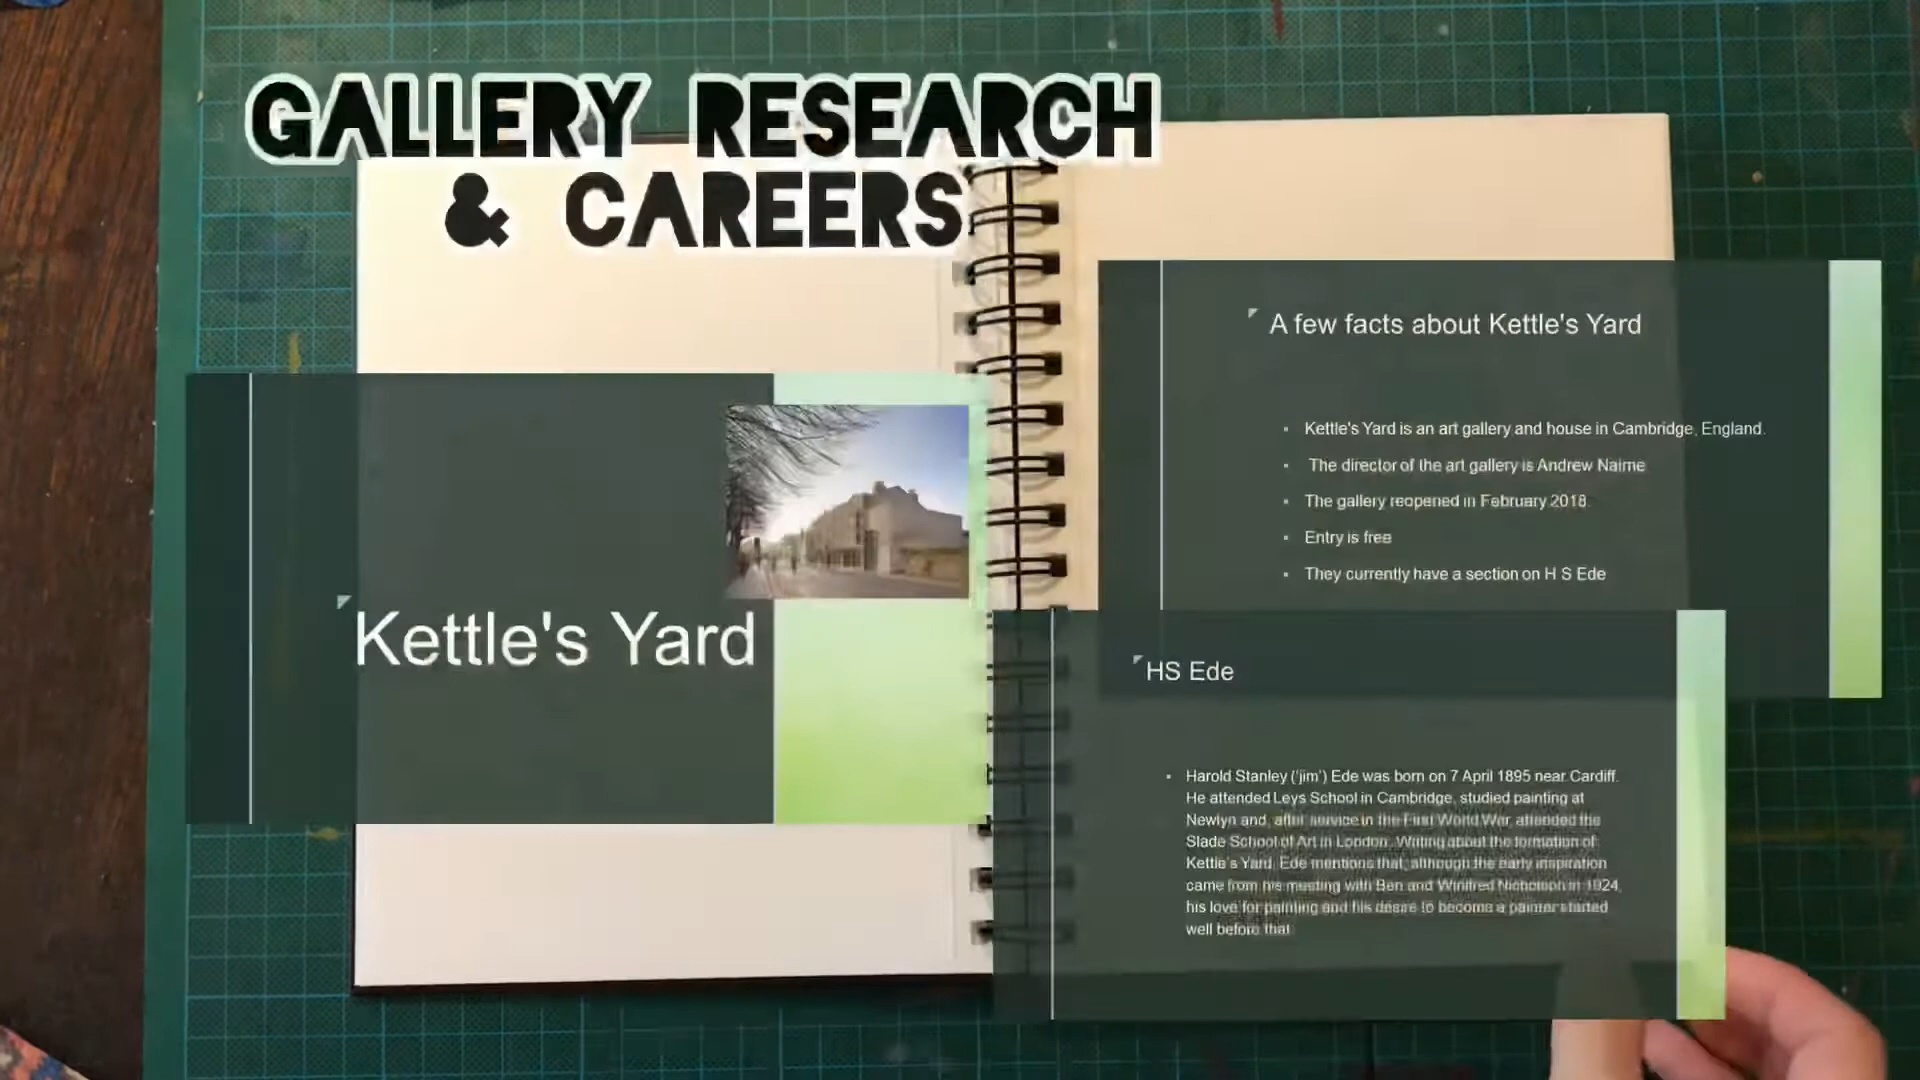 GALLERY RESEARCH
& CAREERS
Kettle's Yard
A few facts about Kettle's Yard
Kettle's Yard is an art gallery and house in Cambridge, England.
The director of the art gallery is Andrew Nairne
The gallery reopened in February 2018.
Entry is free
They currently have a section on H S Ede
HS Ede
Harold Stanley ('jim') Ede was born on 7 April 1895 near Cardiff.
He attended Leys School in Cambridge, studied painting at
Newlyn and, after service in the First World War, attended the
Slade School of Art in London. Writing about the formation of
Kettle's Yard, Ede mentions that, although the early inspiration
came from his meeting with Ben and Winifred Nicholson in 1924,
his love for painting and his desire to become a painter started
well before that